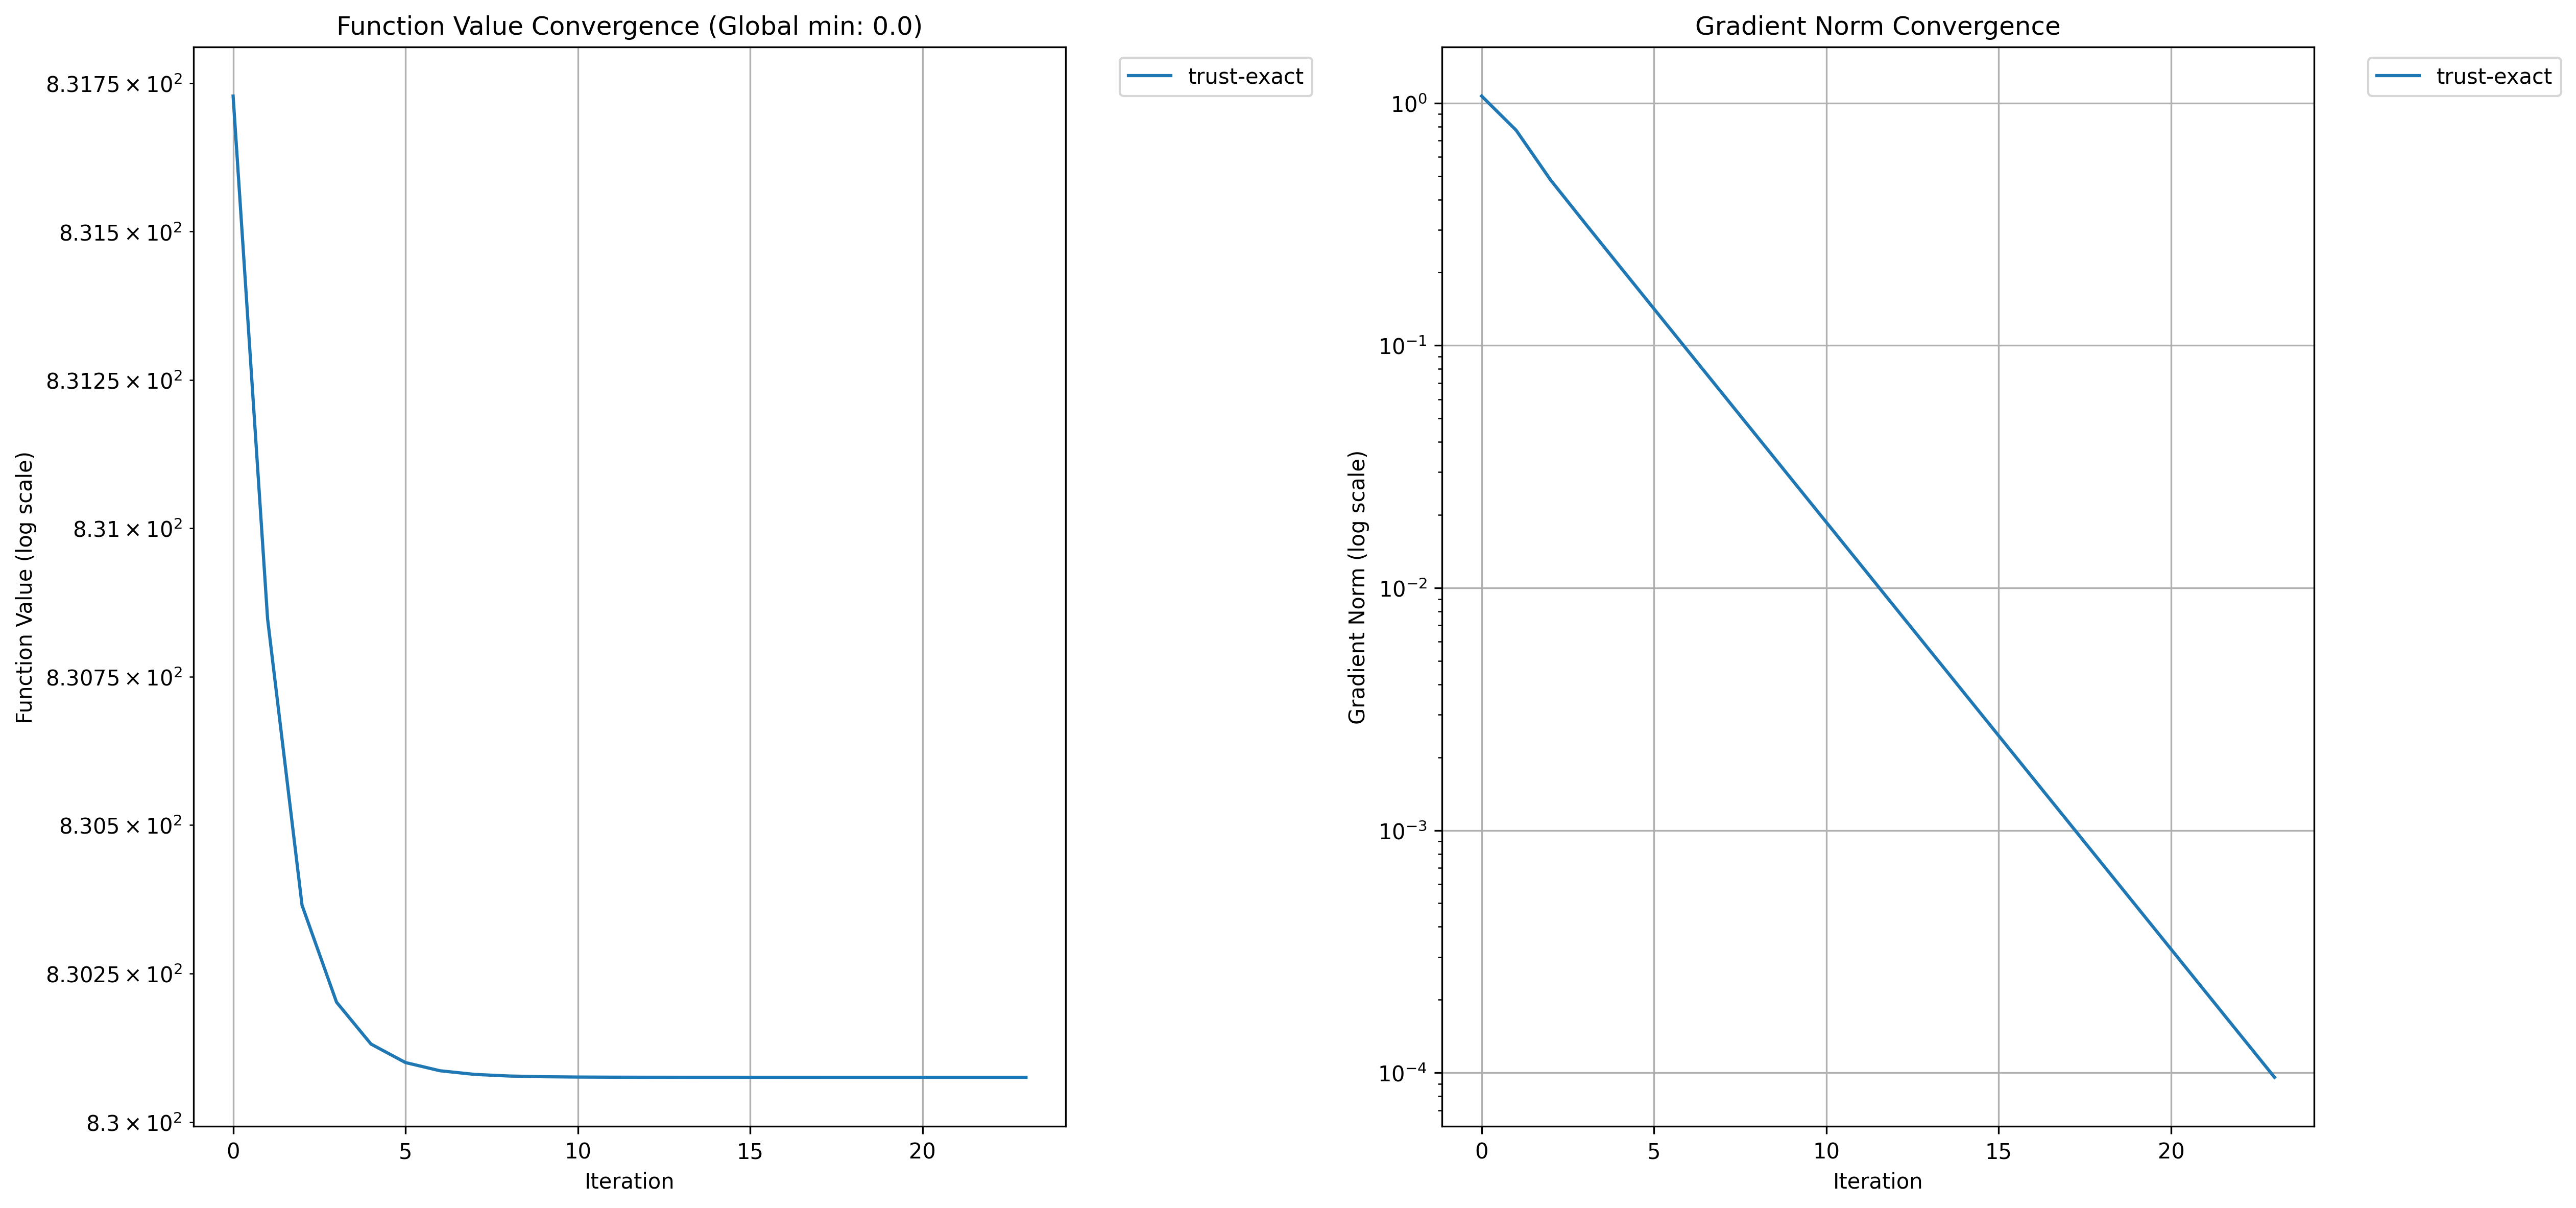 Function Value Convergence (Global min: 0.0)
Function Value (log scale)
8.3175 × 10²
8.315 × 10²
8.3125 × 10²
8.31 × 10²
8.3075 × 10²
8.305 × 10²
8.3025 × 10²
8.3 × 10²
0 5 10 15 20
Iteration
trust-exact
Gradient Norm Convergence
Gradient Norm (log scale)
10⁰
10⁻¹
10⁻²
10⁻³
10⁻⁴
0 5 10 15 20
Iteration
trust-exact